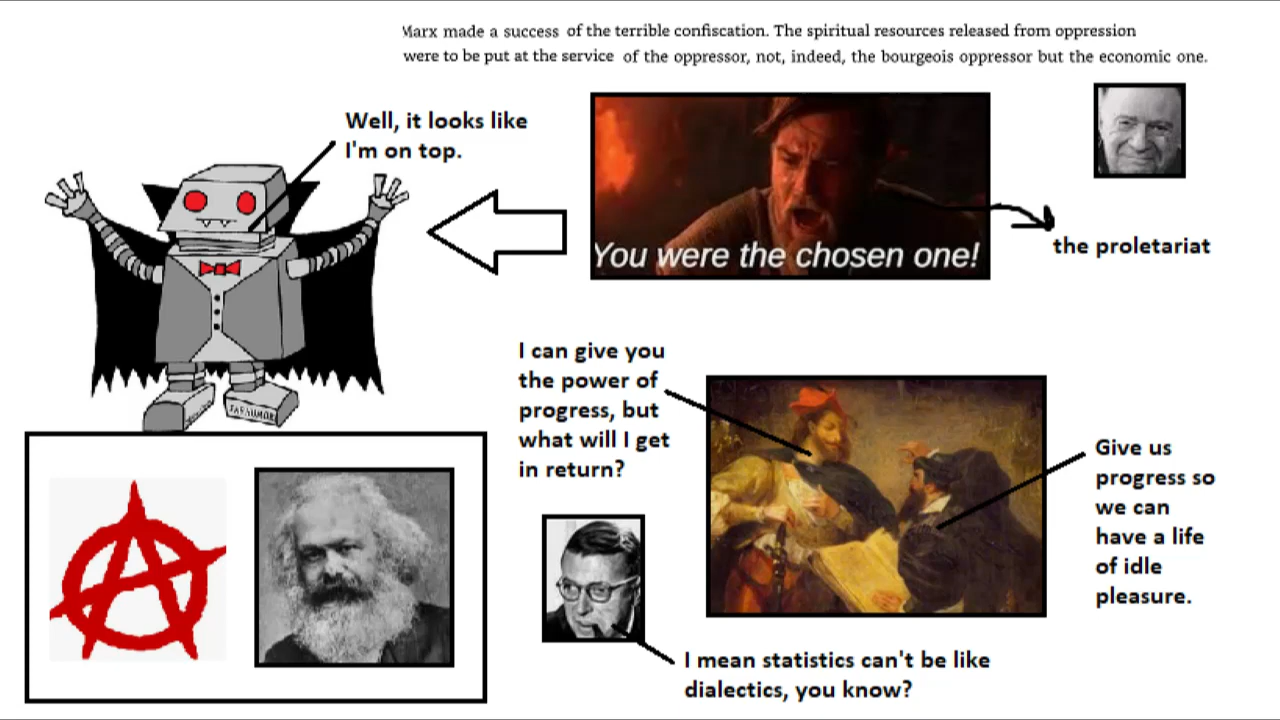 Marx made a success of the terrible confiscation. The spiritual resources released from oppression
were to be put at the service of the oppressor, not, indeed, the bourgeois oppressor but the economic one.
Well, it looks like
I'm on top.
You were the chosen one!
the proletariat
I can give you
the power of
progress, but
what will I get
in return?
Give us
progress so
we can
have a life
of idle
pleasure.
I mean statistics can't be like
dialectics, you know?